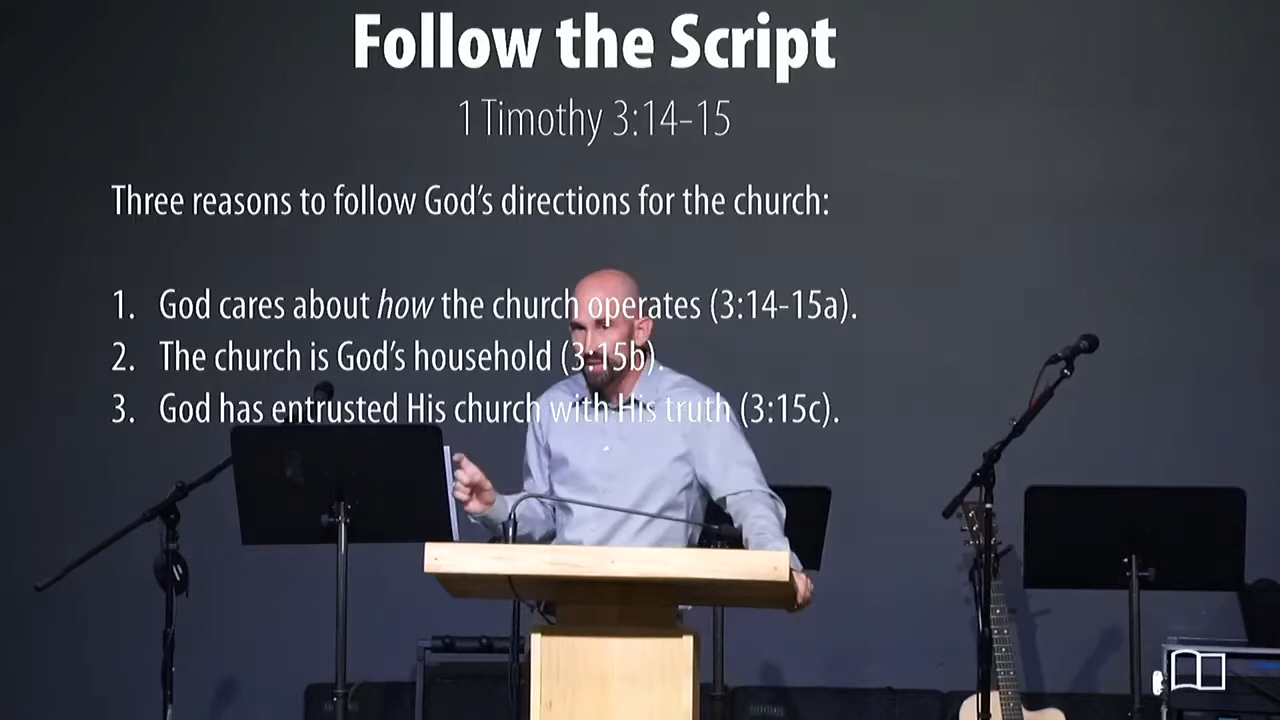 Follow the Script
1 Timothy 3:14-15
Three reasons to follow God's directions for the church:
1. God cares about how the church operates (3:14-15a).
2. The church is God's household (3:15b).
3. God has entrusted His church with His truth (3:15c).